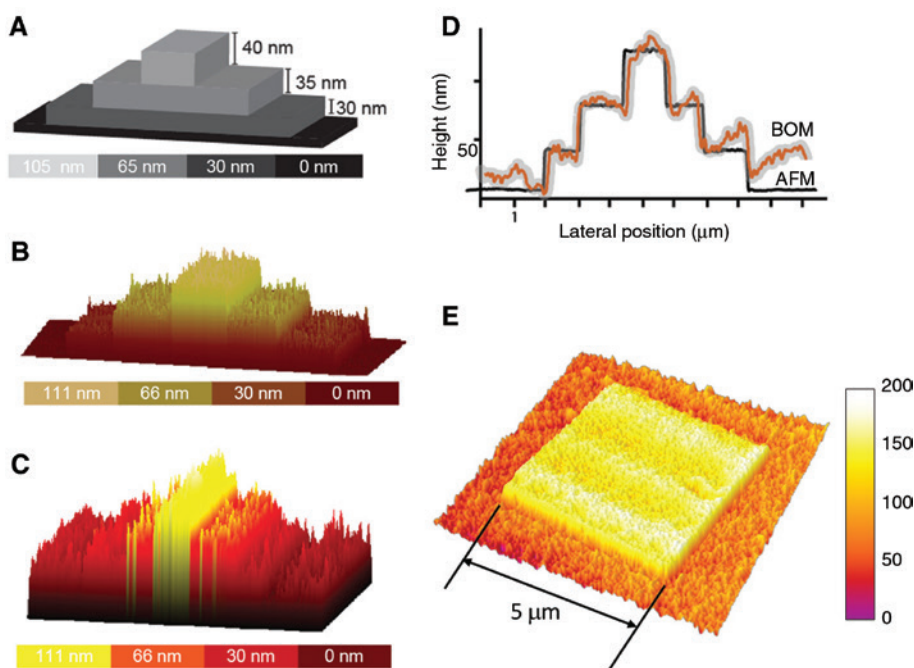 A
40 nm
35 nm
30 nm
105 nm 65 nm 30 nm 0 nm
B
111 nm 66 nm 30 nm 0 nm
C
111 nm 66 nm 30 nm 0 nm
D
Height (nm)
50
BOM
AFM
1
Lateral position (μm)
E
200
150
100
50
0
5 μm